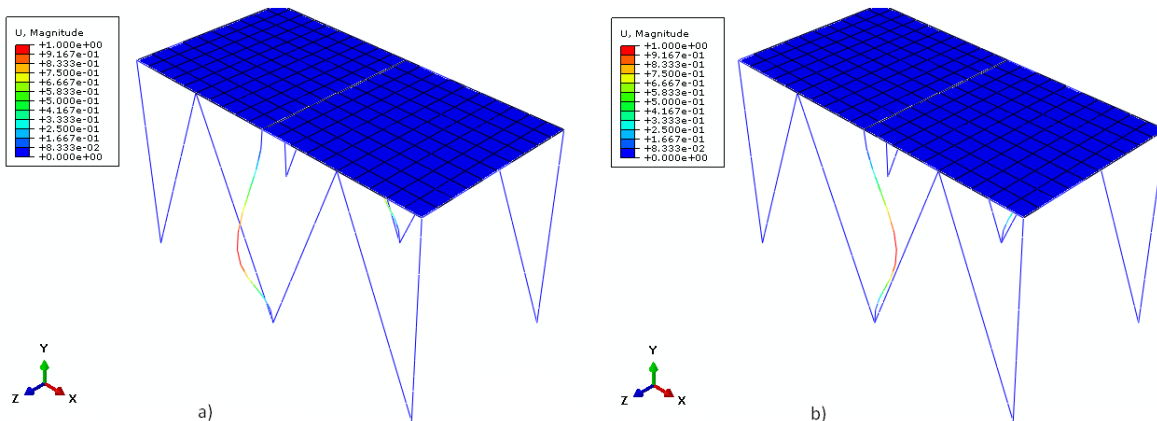 U, Magnitude
+1.000e+00
+9.167e-01
+8.333e-01
+7.500e-01
+6.667e-01
+5.833e-01
+5.000e-01
+4.167e-01
+3.333e-01
+2.500e-01
+1.667e-01
+8.333e-02
+0.000e+00
Y
Z
X
a)
U, Magnitude
+1.000e+00
+9.167e-01
+8.333e-01
+7.500e-01
+6.667e-01
+5.833e-01
+5.000e-01
+4.167e-01
+3.333e-01
+2.500e-01
+1.667e-01
+8.333e-02
+0.000e+00
Y
Z
X
b)